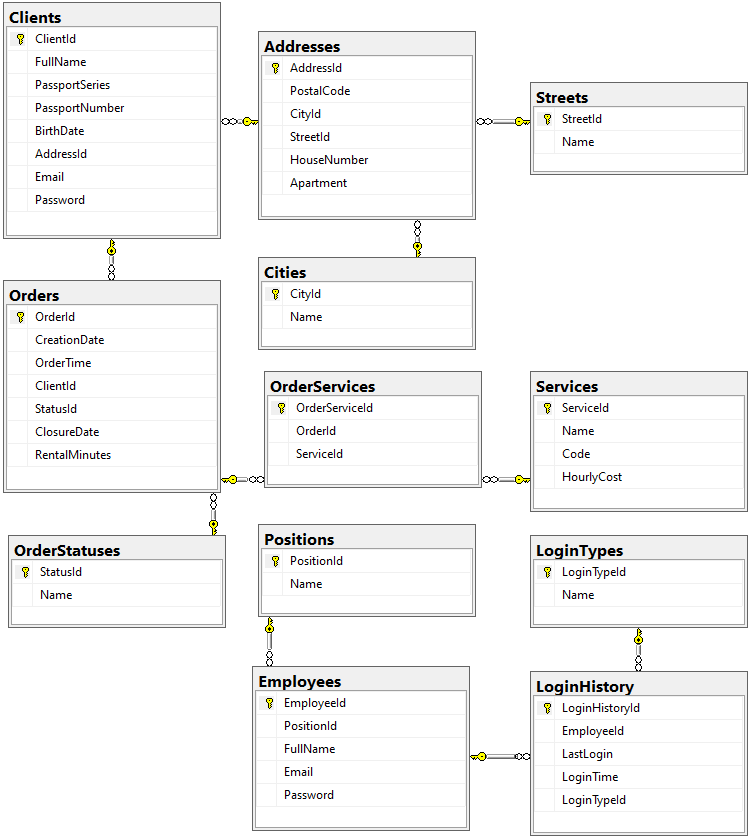 Clients
ClientId
FullName
PassportSeries
PassportNumber
BirthDate
AddressId
Email
Password
Addresses
AddressId
PostalCode
CityId
StreetId
HouseNumber
Apartment
Streets
StreetId
Name
Cities
CityId
Name
Orders
OrderId
CreationDate
OrderTime
ClientId
StatusId
ClosureDate
RentalMinutes
OrderServices
OrderServiceId
OrderId
ServiceId
Services
ServiceId
Name
Code
HourlyCost
OrderStatuses
StatusId
Name
Positions
PositionId
Name
LoginTypes
LoginTypeId
Name
Employees
EmployeeId
PositionId
FullName
Email
Password
LoginHistory
LoginHistoryId
EmployeeId
LastLogin
LoginTime
LoginTypeId